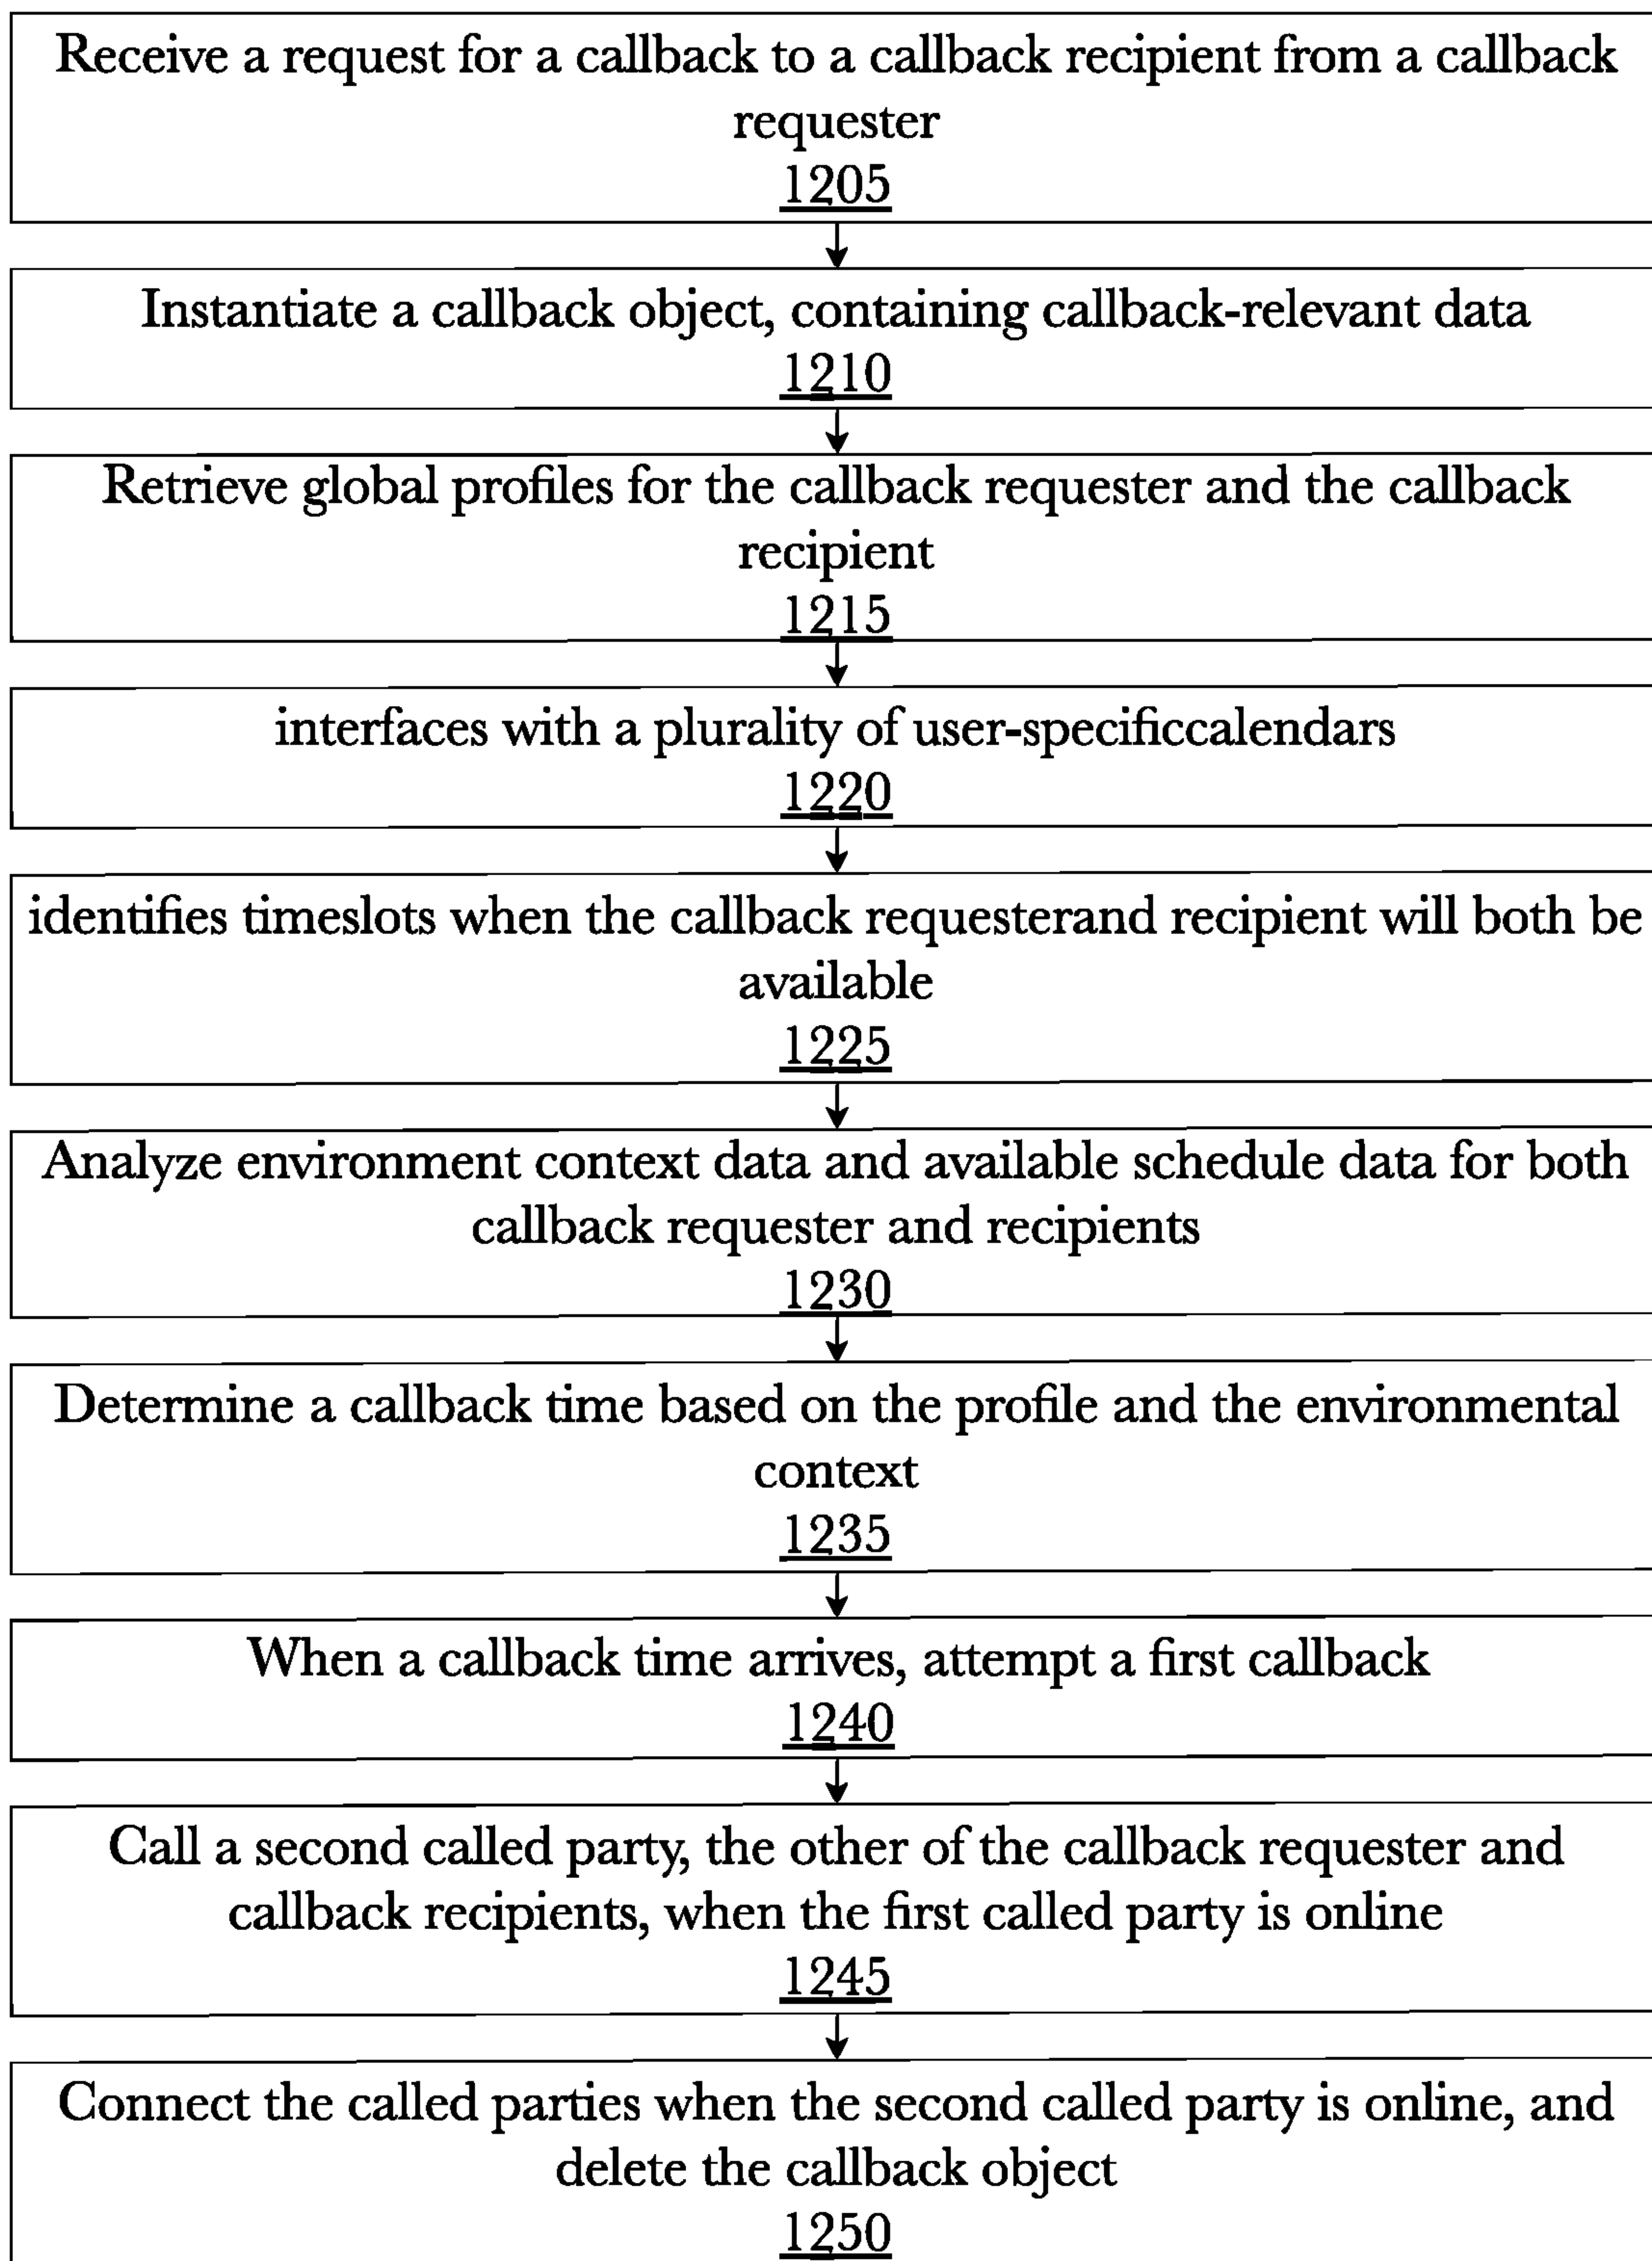 Receive a request for a callback to a callback recipient from a callback
requester
1205
Instantiate a callback object, containing callback-relevant data
1210
Retrieve global profiles for the callback requester and the callback
recipient
1215
interfaces with a plurality of user-specificcalendars
1220
identifies timeslots when the callback requesterand recipient will both be
available
1225
Analyze environment context data and available schedule data for both
callback requester and recipients
1230
Determine a callback time based on the profile and the environmental
context
1235
When a callback time arrives, attempt a first callback
1240
Call a second called party, the other of the callback requester and
callback recipients, when the first called party is online
1245
Connect the called parties when the second called party is online, and
delete the callback object
1250